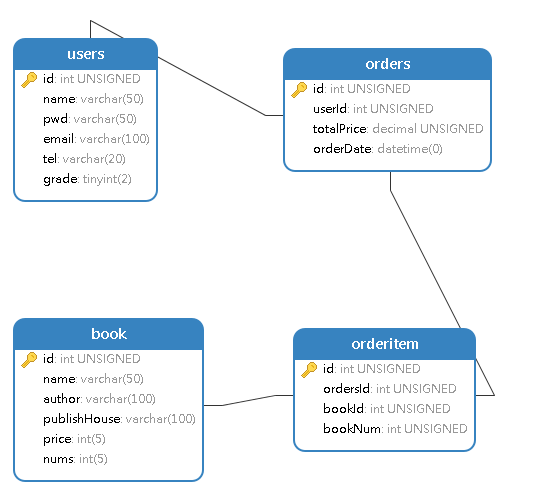 users
id: int UNSIGNED
name: varchar(50)
pwd: varchar(50)
email: varchar(100)
tel: varchar(20)
grade: tinyint(2)
orders
id: int UNSIGNED
userId: int UNSIGNED
totalPrice: decimal UNSIGNED
orderDate: datetime(0)
book
id: int UNSIGNED
name: varchar(50)
author: varchar(100)
publishHouse: varchar(100)
price: int(5)
nums: int(5)
orderitem
id: int UNSIGNED
ordersId: int UNSIGNED
bookId: int UNSIGNED
bookNum: int UNSIGNED